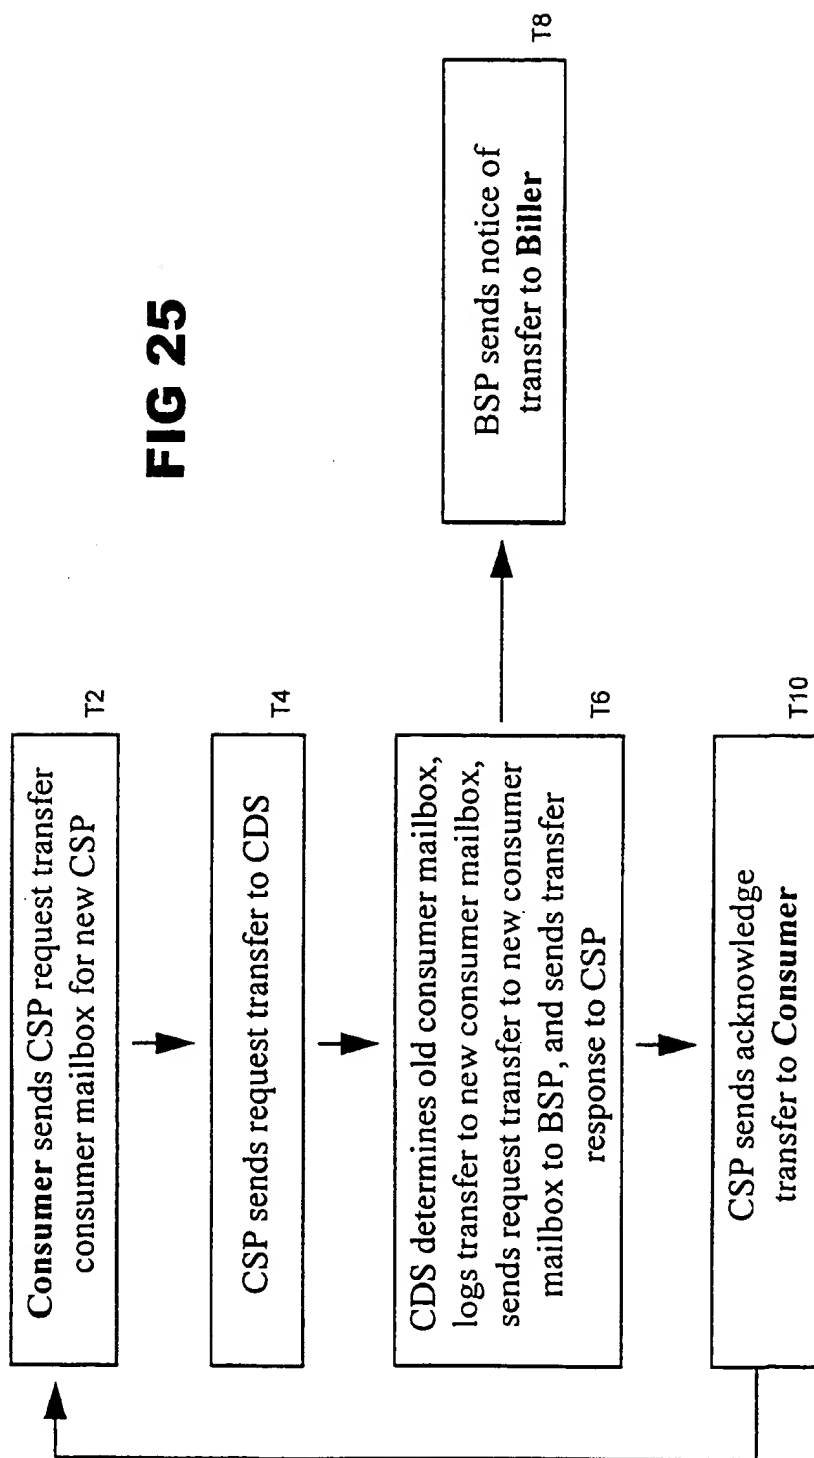 FIG 25
Consumer sends CSP request transfer
consumer mailbox for new CSP
T2
CSP sends request transfer to CDS
T4
CDS determines old consumer mailbox,
logs transfer to new consumer mailbox,
sends request transfer to new consumer
mailbox to BSP, and sends transfer
response to CSP
T6
BSP sends notice of
transfer to Biller
T8
CSP sends acknowledge
transfer to Consumer
T10